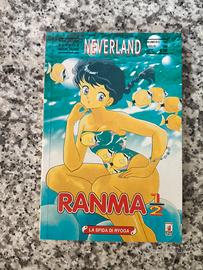 NEVERLAND
RANMA 1/2
LA SFIDA DI RYOGA